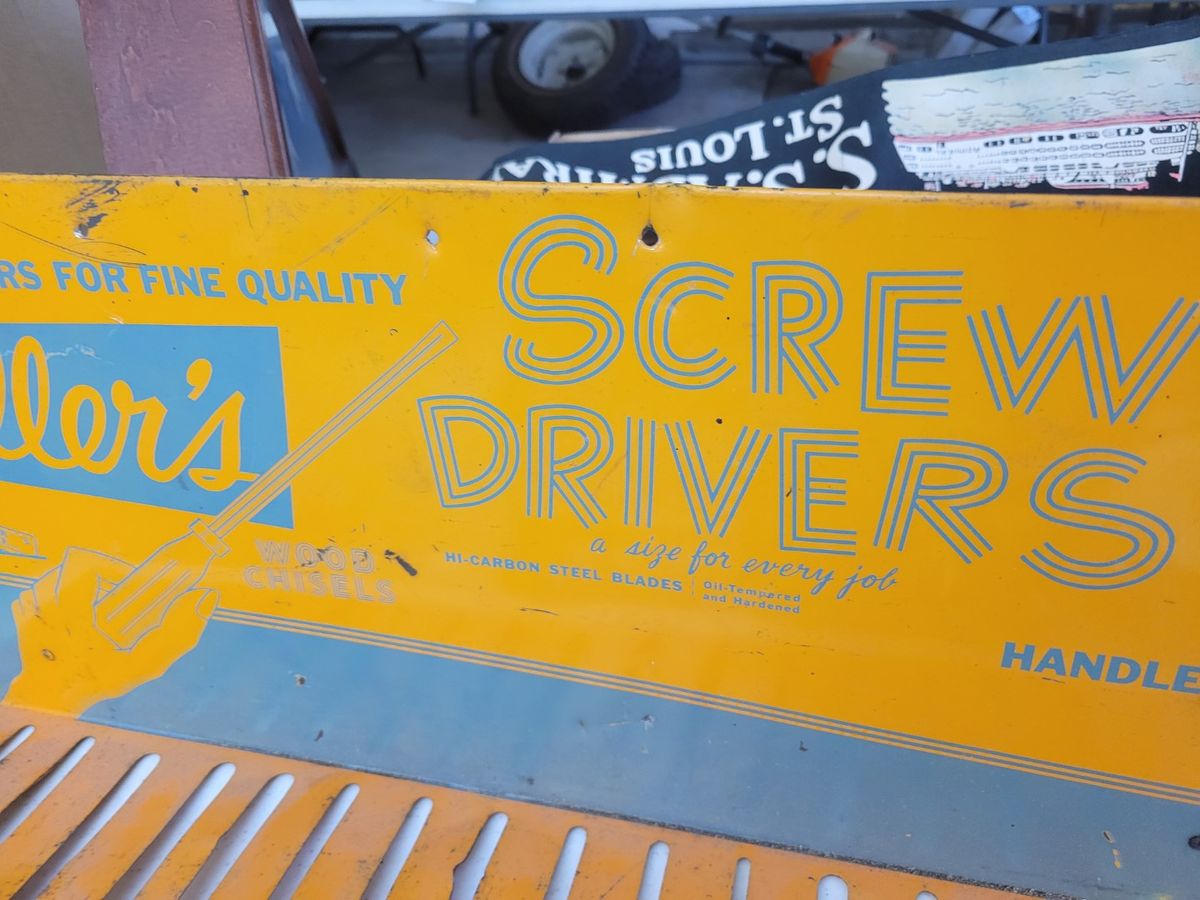 S.S. ADMIRAL
ST. LOUIS
RS FOR FINE QUALITY
ller's
SCREW
DRIVERS
a size for every job
HI-CARBON STEEL BLADES
Oil-Tempered
and Hardened
WOOD
CHISELS
HANDLE